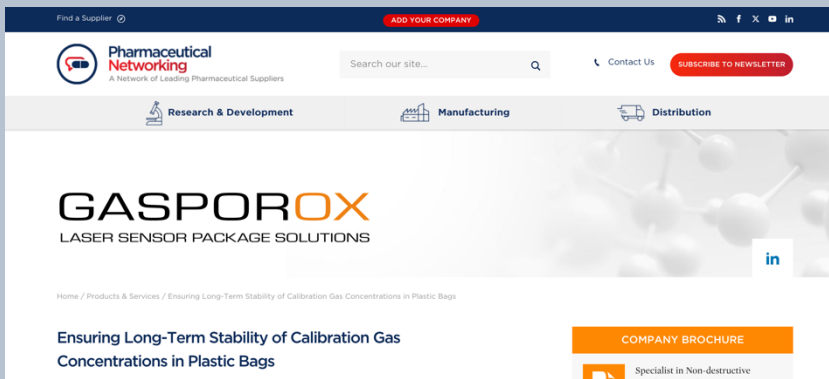 Find a Supplier
ADD YOUR COMPANY
Pharmaceutical
Networking
A Network of Leading Pharmaceutical Suppliers
Search our site...
Contact Us
SUBSCRIBE TO NEWSLETTER
Research & Development
Manufacturing
Distribution
GASPOROX
LASER SENSOR PACKAGE SOLUTIONS
in
Home / Products & Services / Ensuring Long-Term Stability of Calibration Gas Concentrations in Plastic Bags
Ensuring Long-Term Stability of Calibration Gas
Concentrations in Plastic Bags
COMPANY BROCHURE
Specialist in Non-destructive